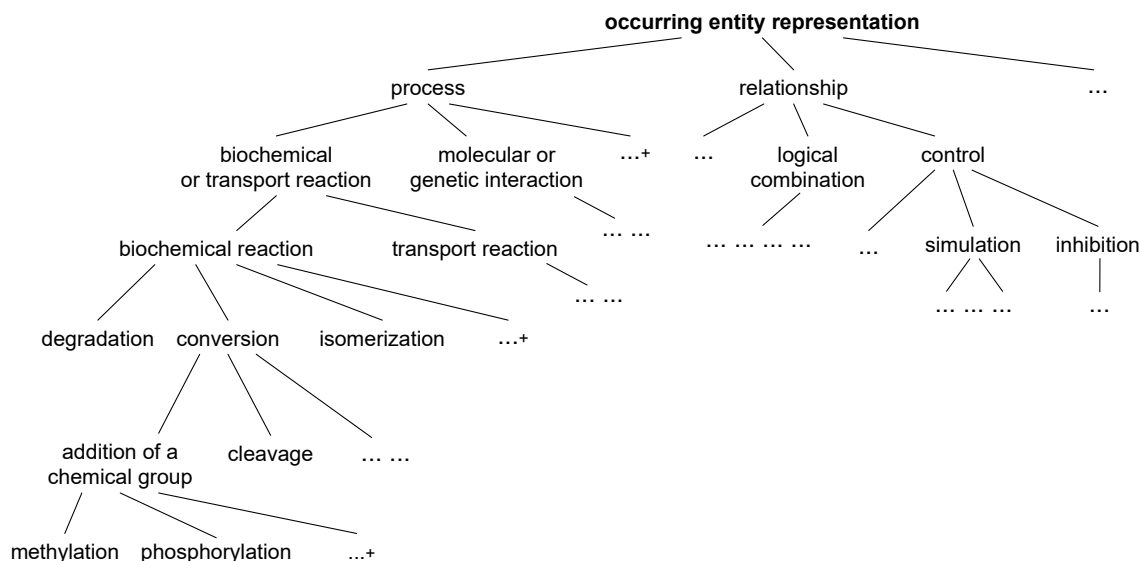 occurring entity representation
process
relationship
...
biochemical
or transport reaction
molecular or
genetic interaction
...+
...
logical
combination
control
biochemical reaction
transport reaction
... ...
... ... ... ...
...
simulation
inhibition
... ...
... ... ...
...
degradation
conversion
isomerization
...+
addition of a
chemical group
cleavage
... ...
methylation
phosphorylation
...+